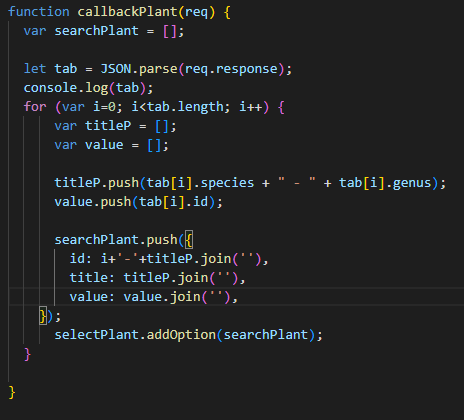 function callbackPlant(req) {
  var searchPlant = [];

  let tab = JSON.parse(req.response);
  console.log(tab);
  for (var i=0; i<tab.length; i++) {
      var titleP = [];
      var value = [];

      titleP.push(tab[i].species + " - " + tab[i].genus);
      value.push(tab[i].id);

      searchPlant.push({
        id: i+'-'+titleP.join(''),
        title: titleP.join(''),
        value: value.join(''),
    });
      selectPlant.addOption(searchPlant);
  }

}